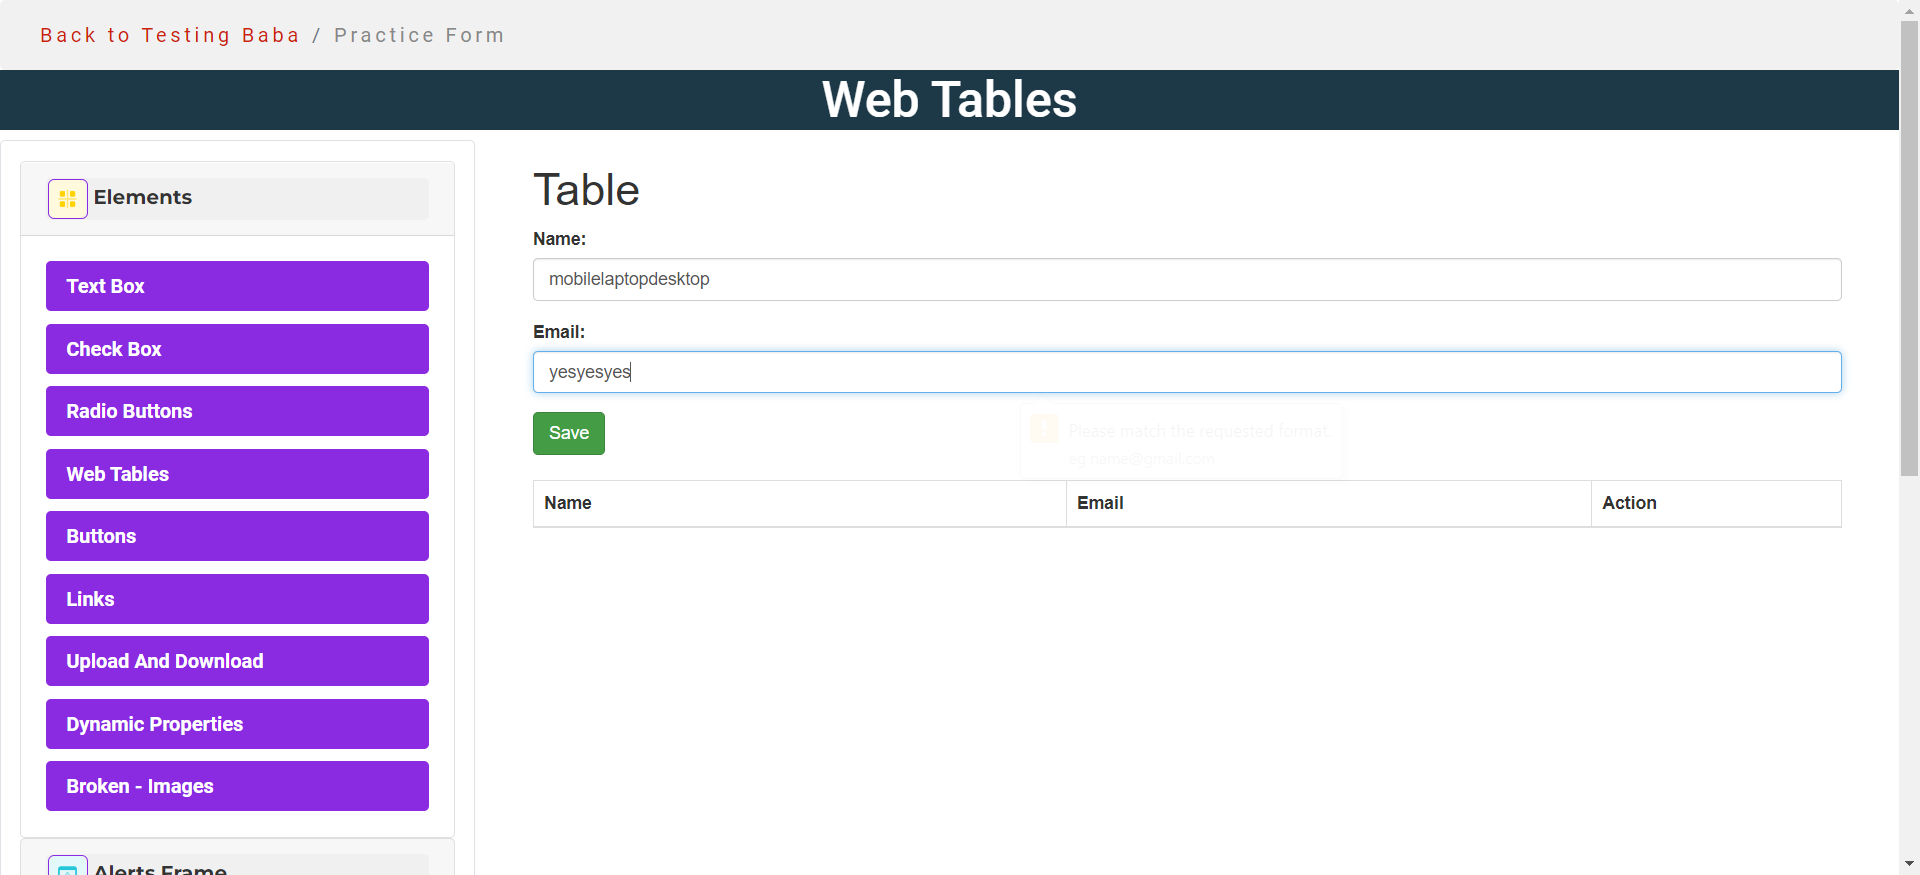 Back to Testing Baba / Practice Form
Web Tables
Elements
Text Box
Check Box
Radio Buttons
Web Tables
Buttons
Links
Upload And Download
Dynamic Properties
Broken - Images
Alerts Frame
Table
Name:
mobilelaptopdesktop
Email:
yesyesyes
Save
! Please match the requested format.
eg name@gmail.com
Name Email Action